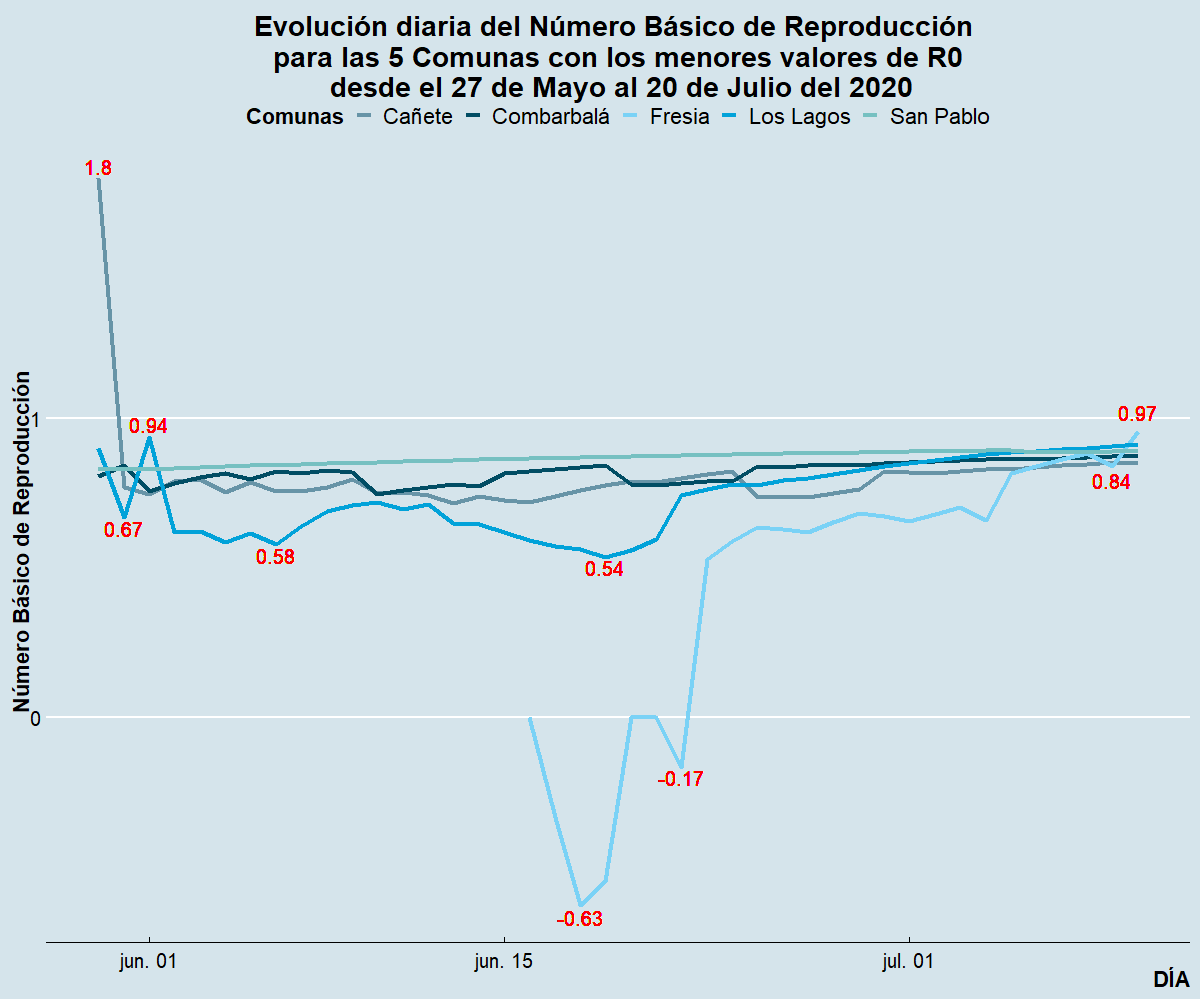 Evolución diaria del Número Básico de Reproducción
para las 5 Comunas con los menores valores de R0
desde el 27 de Mayo al 20 de Julio del 2020
Comunas Cañete Combarbalá Fresia Los Lagos San Pablo
1.8
Número Básico de Reproducción
1
0.94
0.97
0.67
0.58
0.54
0.84
0
-0.17
-0.63
jun. 01 jun. 15 jul. 01
DÍA